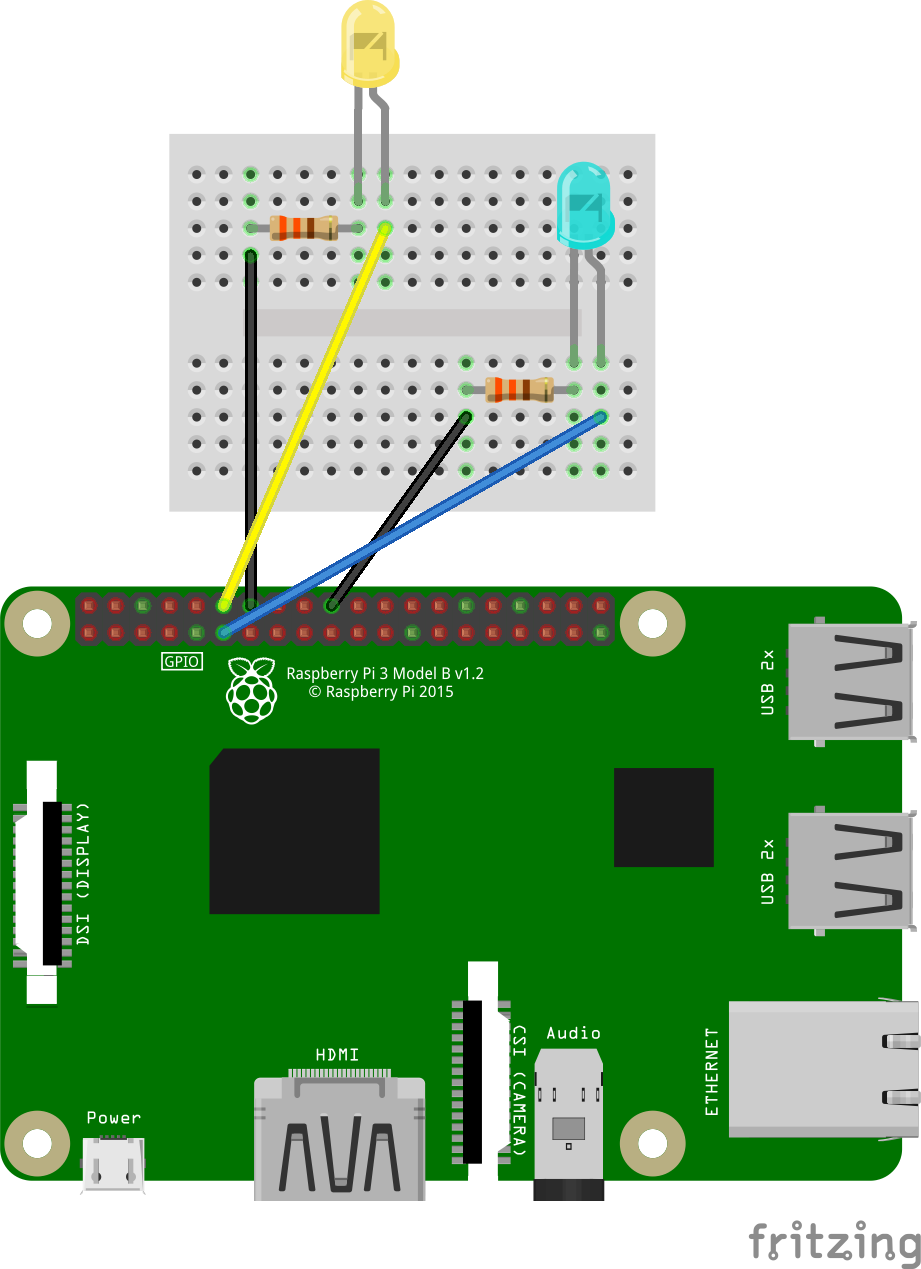 GPIO
Raspberry Pi 3 Model B v1.2
© Raspberry Pi 2015
USB 2x
DSI (DISPLAY)
USB 2x
CSI (CAMERA)
Audio
ETHERNET
HDMI
Power
fritzing